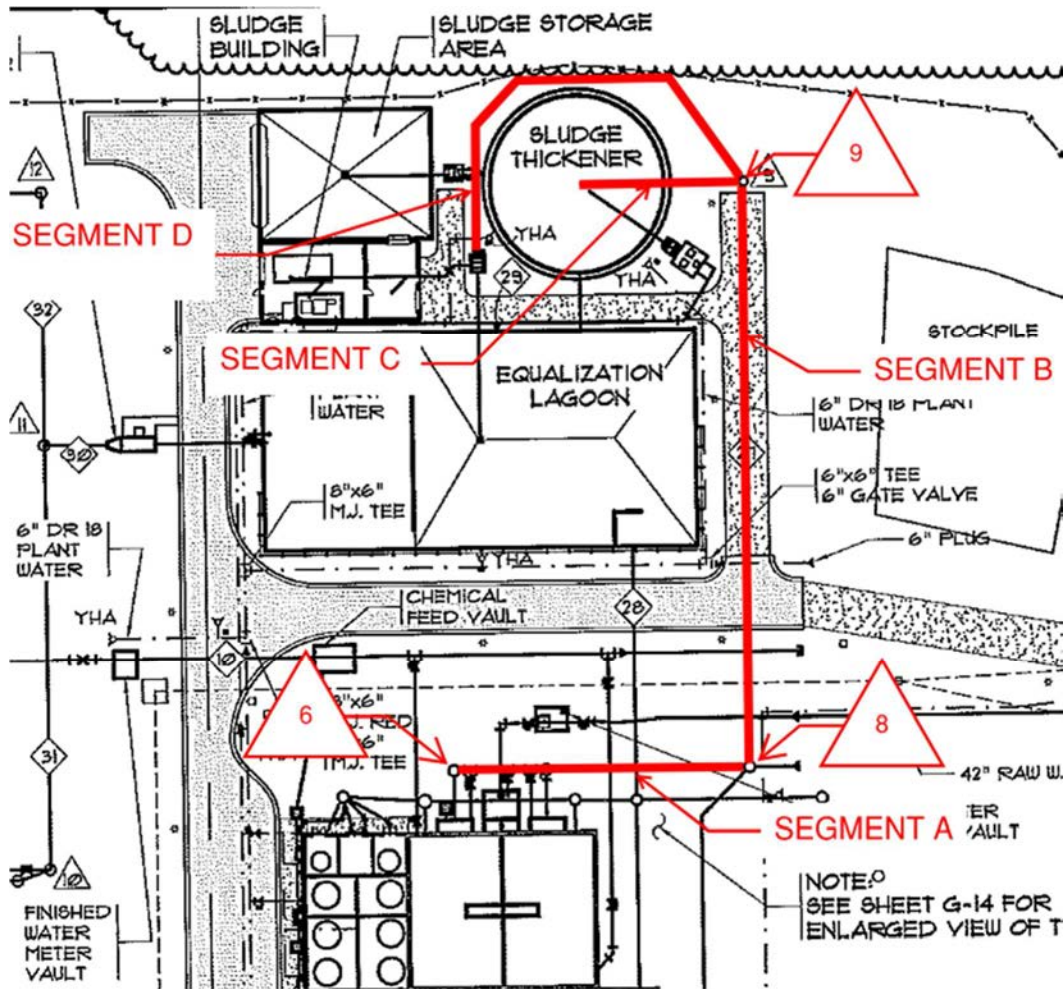 SLUDGE
BUILDING
SLUDGE STORAGE
AREA
12
SLUDGE
THICKENER
9
SEGMENT D
YHA
29
YHA
32
SEGMENT C
STOCKPILE
SEGMENT B
EQUALIZATION
LAGOON
WATER
6" DR 18 PLANT
WATER
11
30
8"x6"
M.J. TEE
6"x6" TEE
6" GATE VALVE
6" DR 18
PLANT
WATER
6" PLUG
YHA
CHEMICAL
FEED VAULT
28
YHA
10
6
8
M.J. TEE
31
42" RAW W
SEGMENT A
AULT
10
NOTE:
SEE SHEET G-14 FOR
ENLARGED VIEW OF T
FINISHED
WATER
METER
VAULT